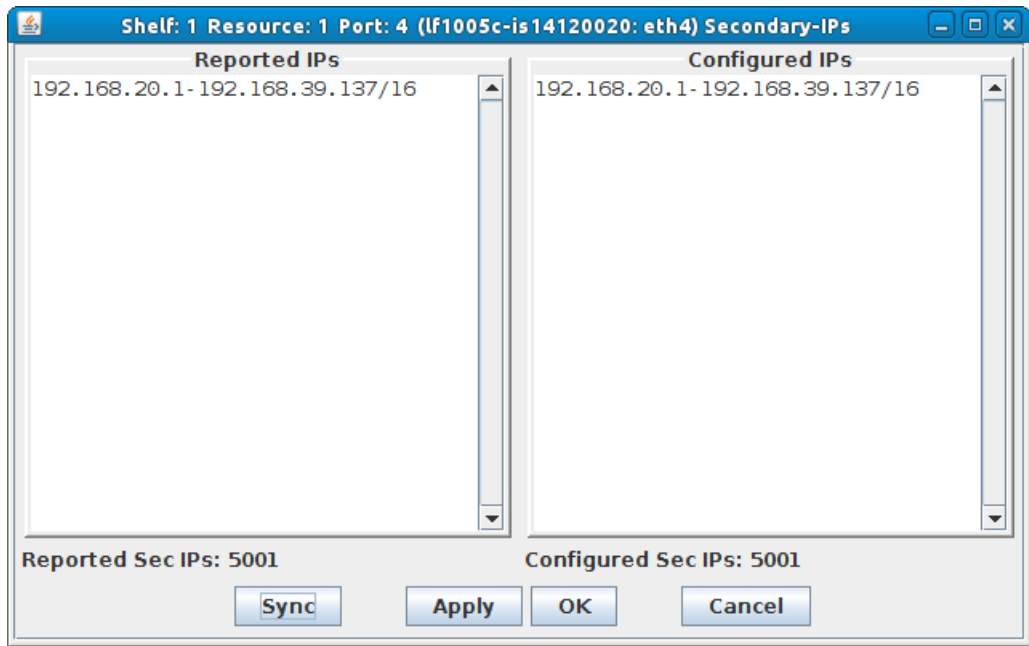 Shelf: 1 Resource: 1 Port: 4 (lf1005c-is14120020: eth4) Secondary-IPs
Reported IPs
192.168.20.1-192.168.39.137/16
Configured IPs
192.168.20.1-192.168.39.137/16
Reported Sec IPs: 5001
Configured Sec IPs: 5001
Sync
Apply
OK
Cancel